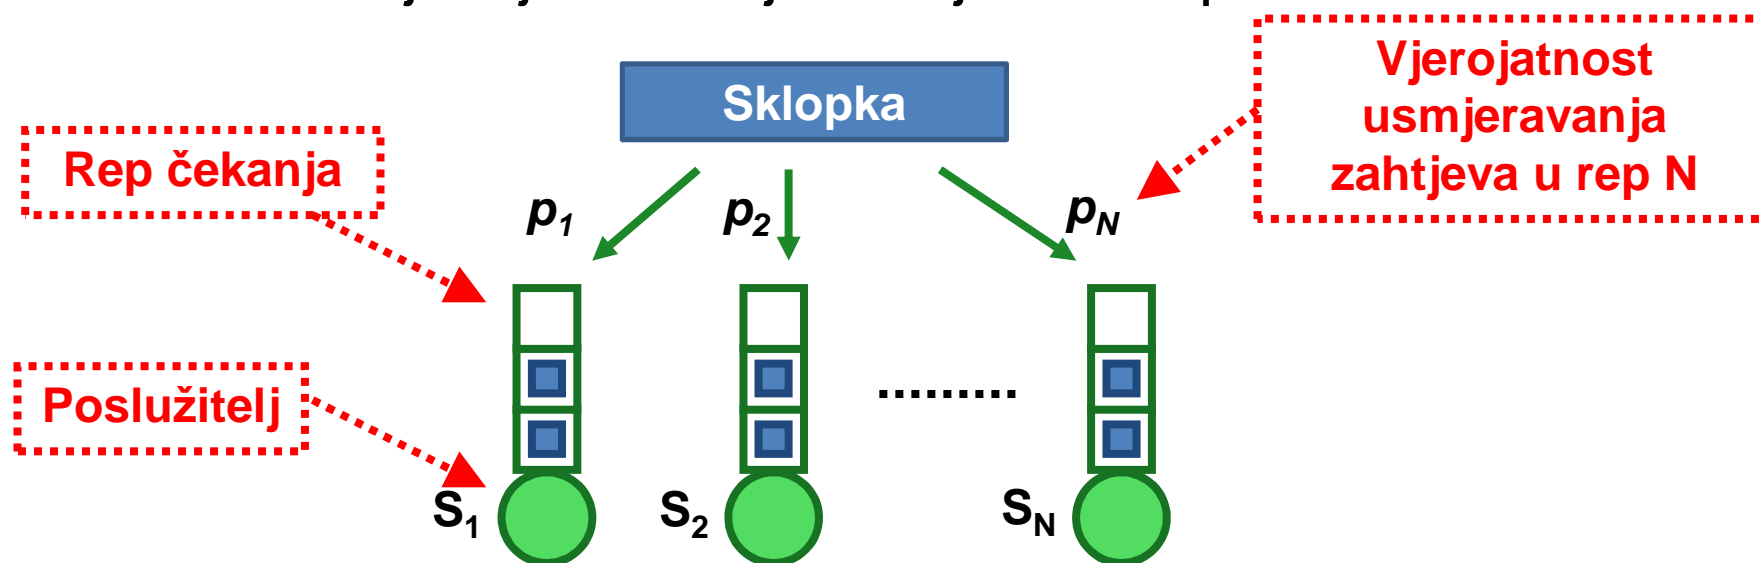 Sklopka
Vjerojatnost
usmjeravanja
zahtjeva u rep N
Rep čekanja
p1
p2
pN
Poslužitelj
.........
S1
S2
SN